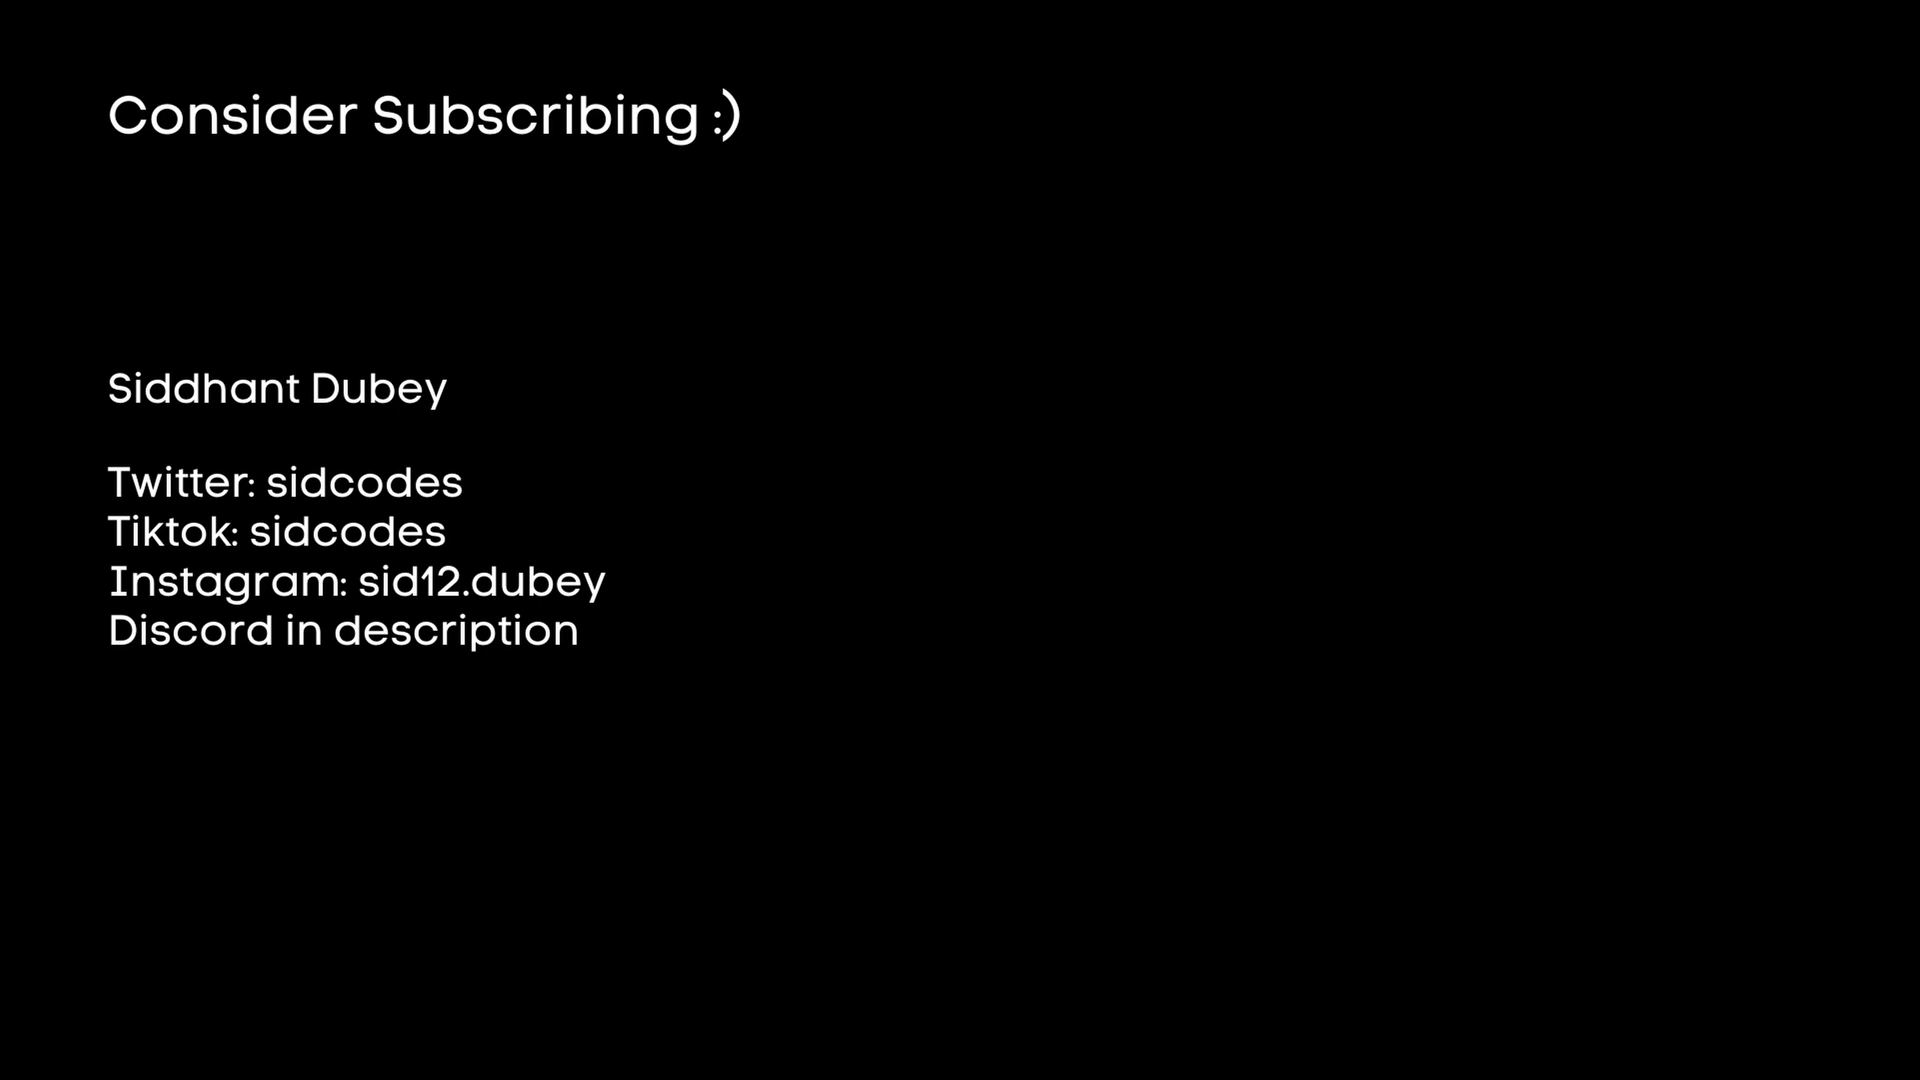 Consider Subscribing :)
Siddhant Dubey
Twitter: sidcodes
Tiktok: sidcodes
Instagram: sid12.dubey
Discord in description